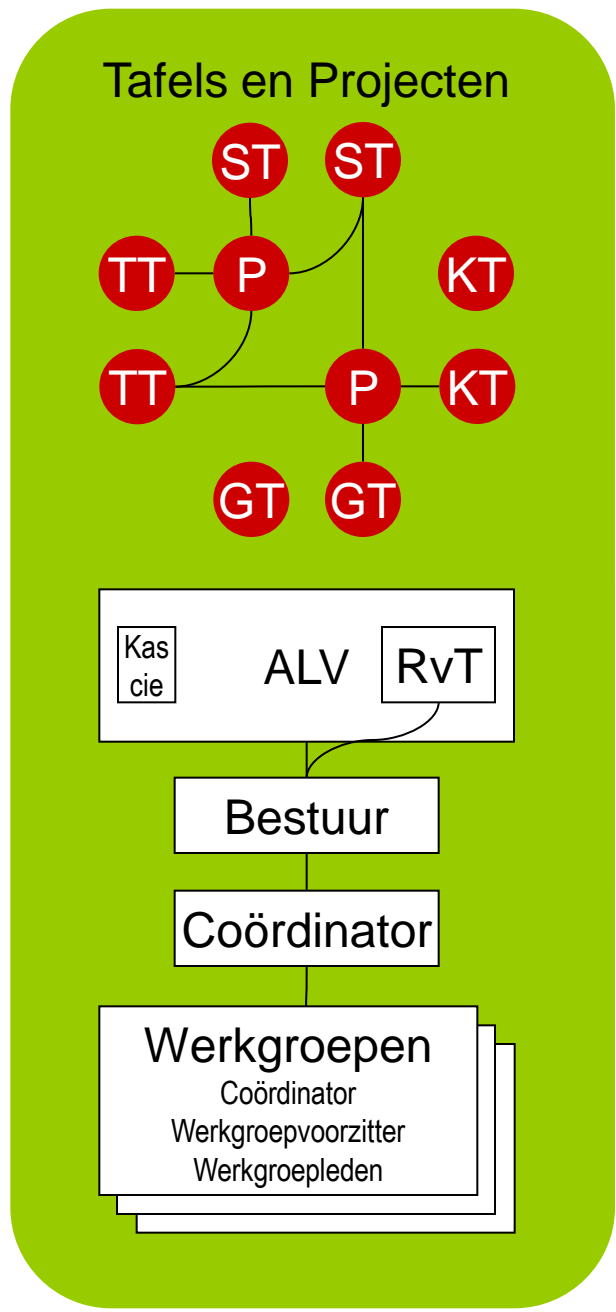 Tafels en Projecten
ST ST
TT P KT
TT P KT
GT GT
Kas
cie
ALV
RvT
Bestuur
Coördinator
Werkgroepen
Coördinator
Werkgroepvoorzitter
Werkgroepleden